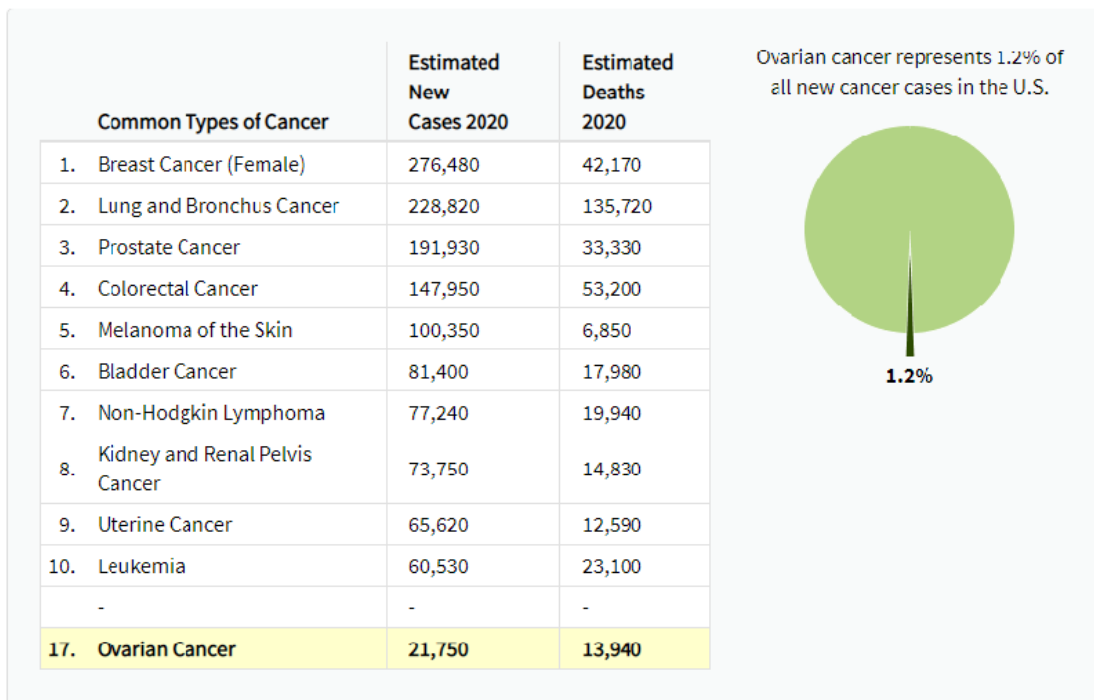 Estimated Estimated
New Deaths
Common Types of Cancer Cases 2020 2020
1. Breast Cancer (Female) 276,480 42,170
2. Lung and Bronchus Cancer 228,820 135,720
3. Prostate Cancer 191,930 33,330
4. Colorectal Cancer 147,950 53,200
5. Melanoma of the Skin 100,350 6,850
6. Bladder Cancer 81,400 17,980
7. Non-Hodgkin Lymphoma 77,240 19,940
8. Kidney and Renal Pelvis
Cancer 73,750 14,830
9. Uterine Cancer 65,620 12,590
10. Leukemia 60,530 23,100
- - -
17. Ovarian Cancer 21,750 13,940
Ovarian cancer represents 1.2% of
all new cancer cases in the U.S.
1.2%